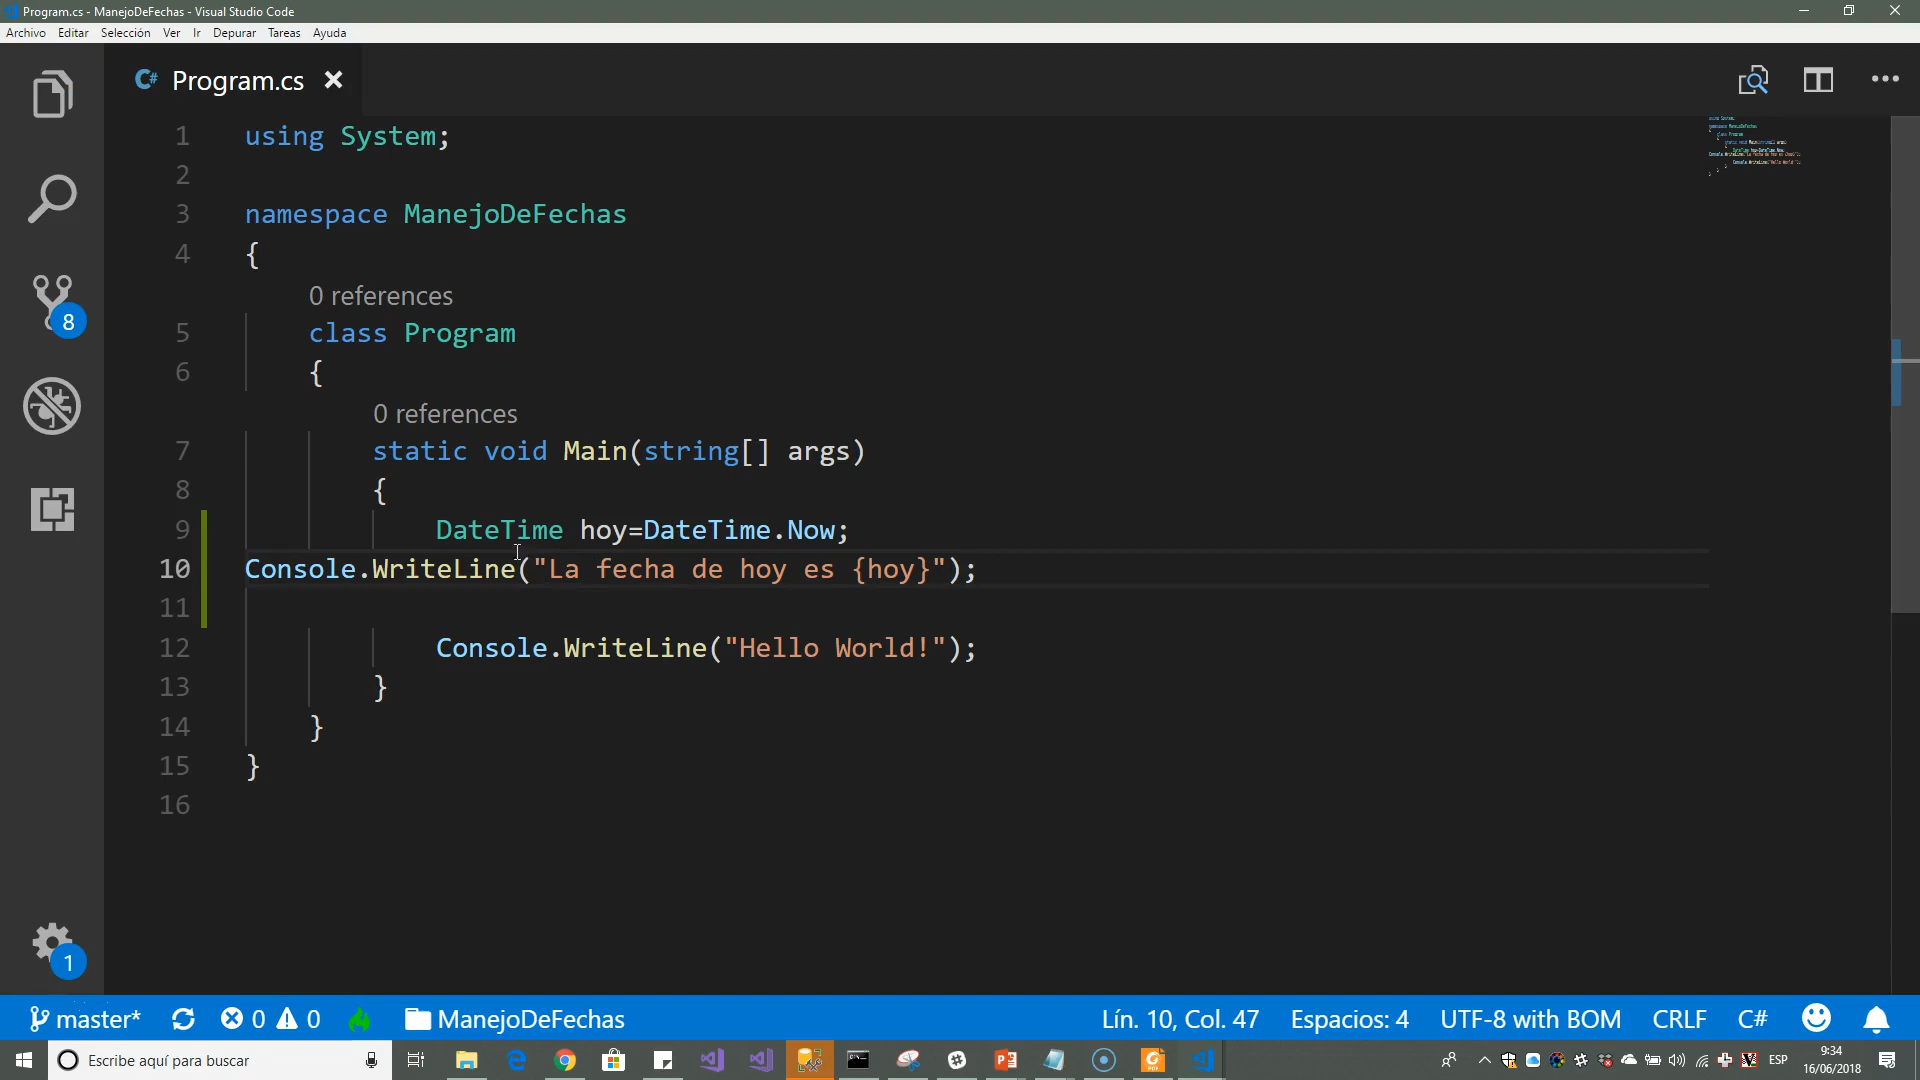 Program.cs - ManejoDeFechas - Visual Studio Code
Archivo Editar Selección Ver Ir Depurar Tareas Ayuda
C# Program.cs
1 using System;
2
3 namespace ManejoDeFechas
4 {
0 references
5 class Program
6 {
0 references
7 static void Main(string[] args)
8 {
9 DateTime hoy=DateTime.Now;
10 Console.WriteLine("La fecha de hoy es {hoy}");
11
12 Console.WriteLine("Hello World!");
13 }
14 }
15 }
16
8
1
master* 0 0 ManejoDeFechas Lín. 10, Col. 47 Espacios: 4 UTF-8 with BOM CRLF C#
Escribe aquí para buscar
ESP
9:34
16/06/2018